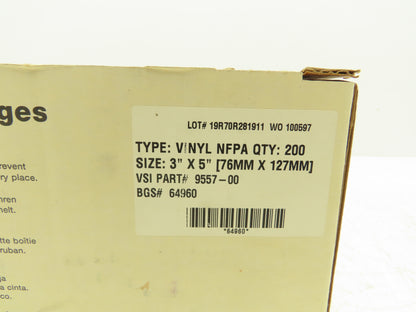 ges
revent
ry place.
hren
melt.
tte boîtie
ruban.
ja
a cinta.
co.
LOT# 19R70R281911 WO 100597
TYPE: VINYL NFPA QTY: 200
SIZE: 3" X 5" [76MM X 127MM]
VSI PART# 9557-00
BGS# 64960
*64960*